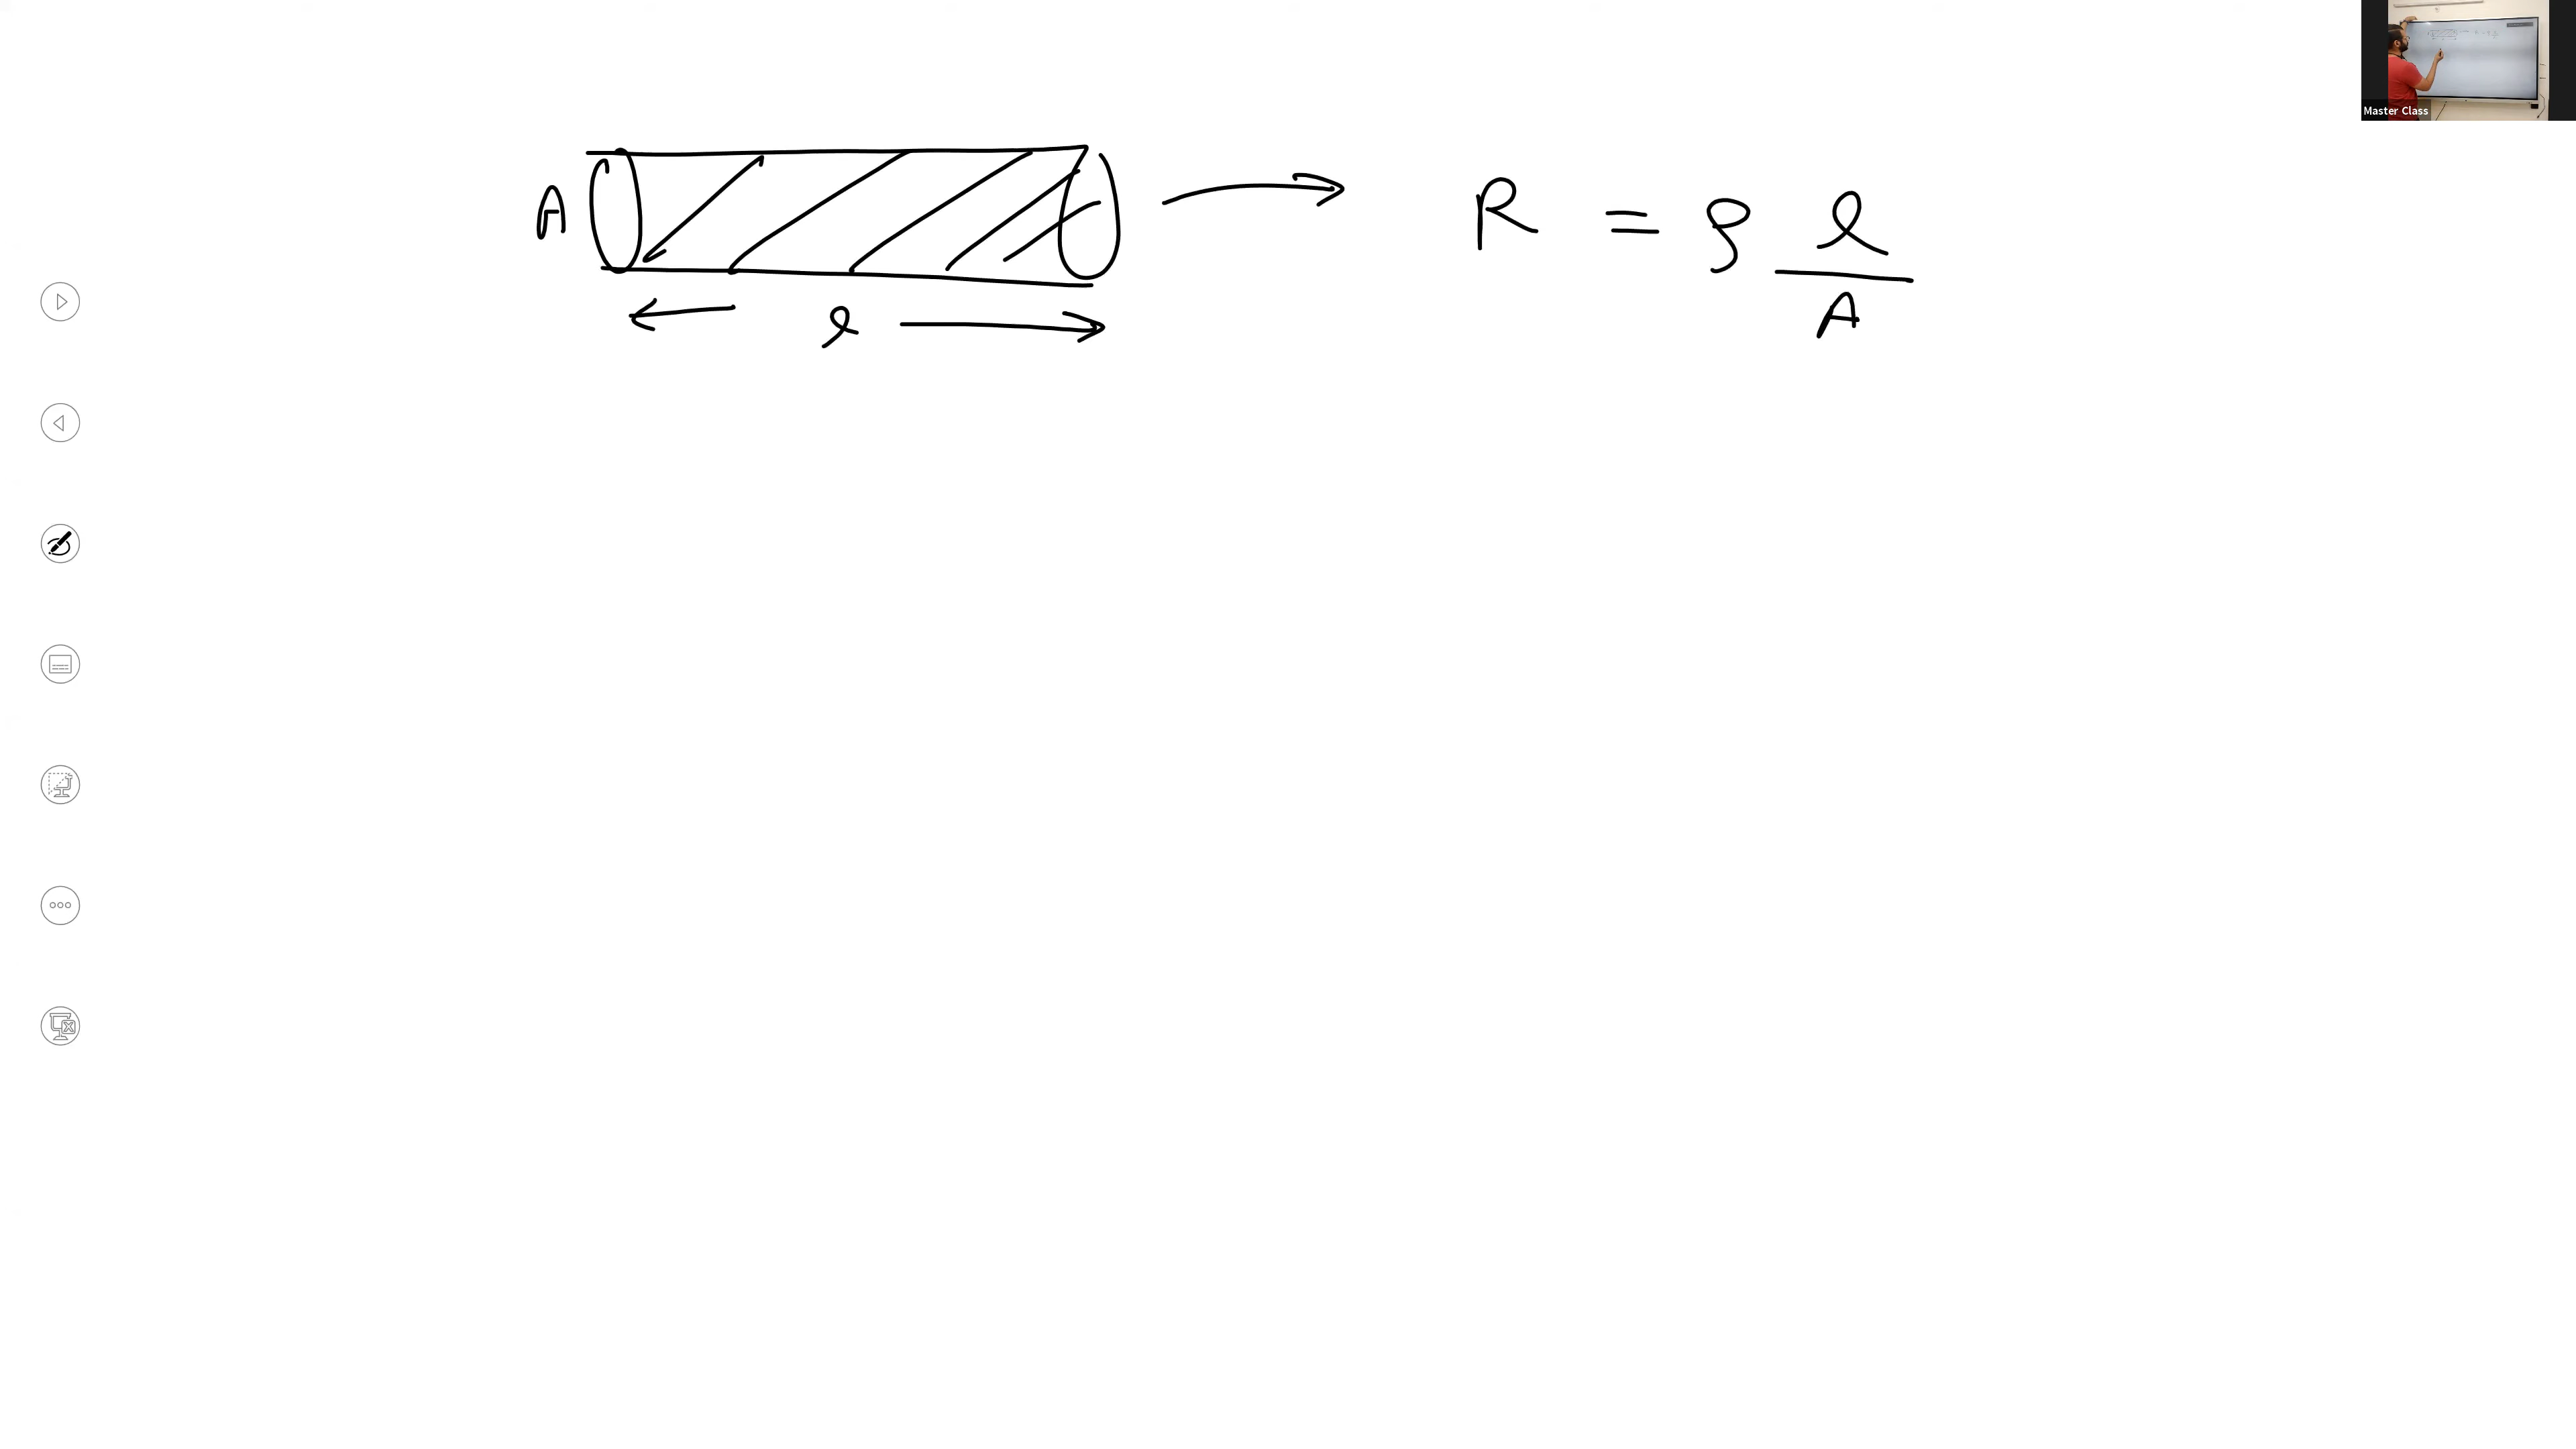 Master Class
A
R = ρ l / A
l